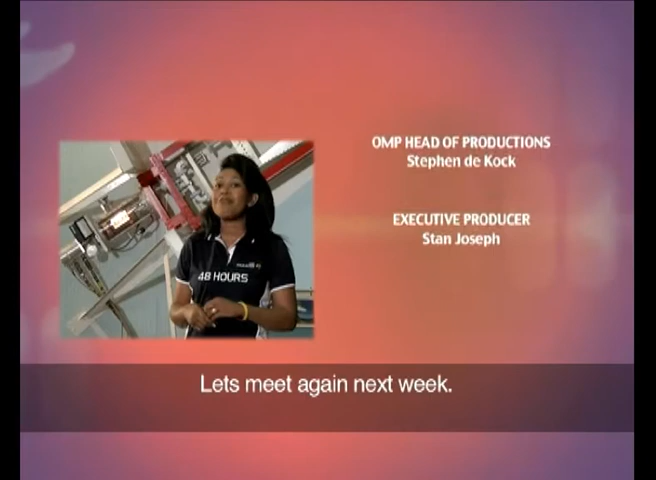 OMP HEAD OF PRODUCTIONS
Stephen de Kock
EXECUTIVE PRODUCER
Stan Joseph
48 HOURS
Lets meet again next week.